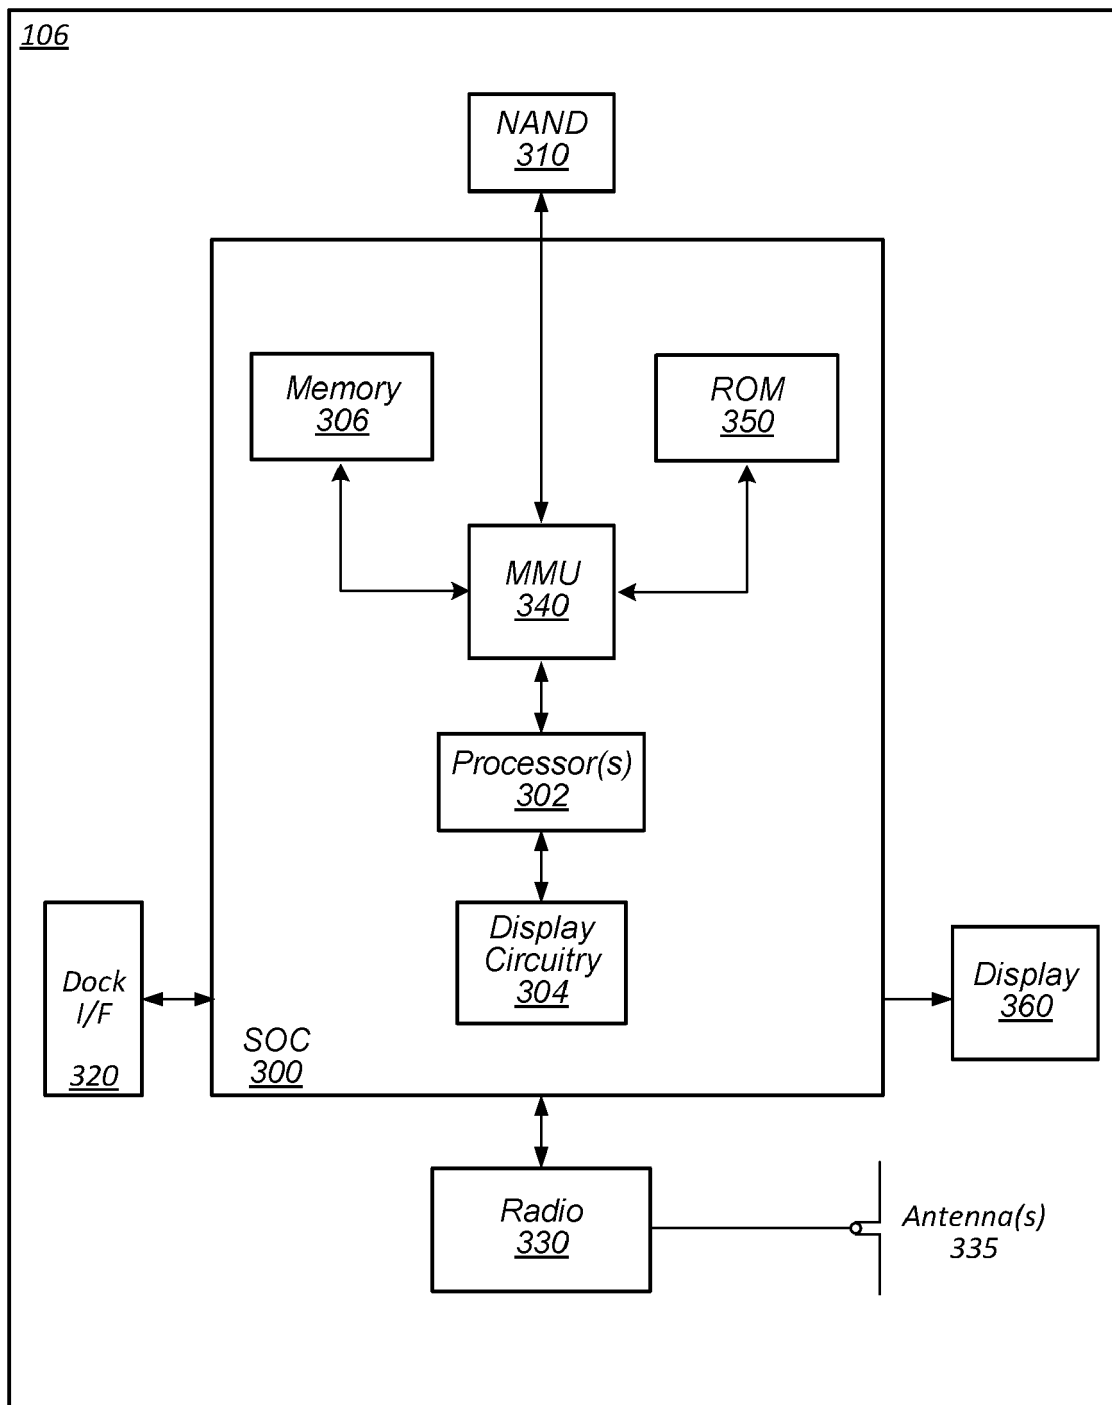 106
NAND
310
Memory
306
ROM
350
MMU
340
Processor(s)
302
Display
Circuitry
304
Dock
I/F
320
SOC
300
Display
360
Radio
330
Antenna(s)
335